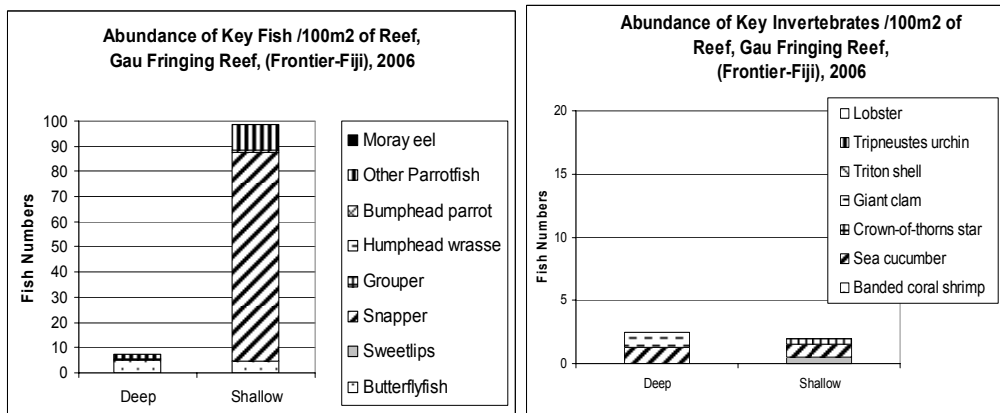 Abundance of Key Fish /100m2 of Reef,
Gau Fringing Reef, (Frontier-Fiji), 2006
Fish Numbers
100
90
80
70
60
50
40
30
20
10
0
Deep
Shallow
Moray eel
Other Parrotfish
Bumphead parrot
Humphead wrasse
Grouper
Snapper
Sweetlips
Butterflyfish
Abundance of Key Invertebrates /100m2 of
Reef, Gau Fringing Reef,
(Frontier-Fiji), 2006
Fish Numbers
20
15
10
5
0
Deep
Shallow
Lobster
Tripneustes urchin
Triton shell
Giant clam
Crown-of-thorns star
Sea cucumber
Banded coral shrimp